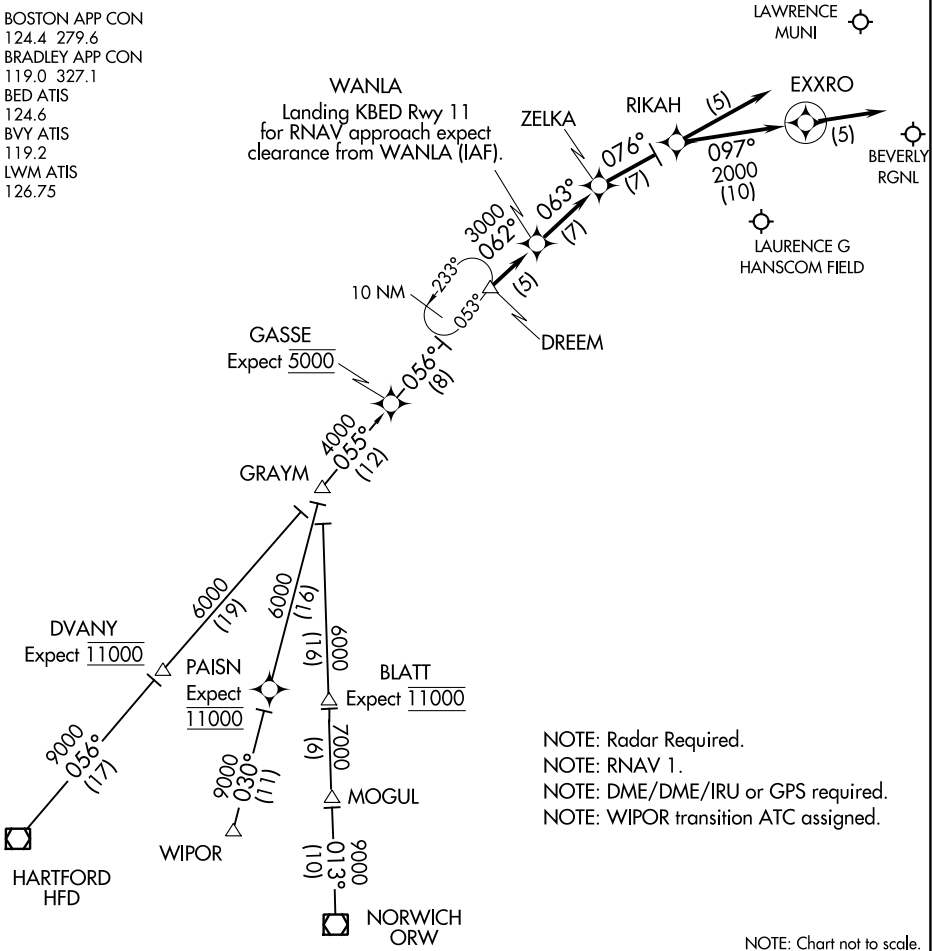 BOSTON APP CON
124.4 279.6
BRADLEY APP CON
119.0 327.1
BED ATIS
124.6
BVY ATIS
119.2
LWM ATIS
126.75
LAWRENCE
MUNI
WANLA
Landing KBED Rwy 11
for RNAV approach expect
clearance from WANLA (IAF).
ZELKA
RIKAH
EXXRO
(5)
(5)
BEVERLY
RGNL
076°
(7)
097°
2000
(10)
LAURENCE G
HANSCOM FIELD
063°
(7)
3000
062°
(5)
233°
053°
10 NM
DREEM
GASSE
Expect 5000
056°
(8)
4000
055°
(12)
GRAYM
6000
(19)
6000
(16)
6000
(16)
DVANY
Expect 11000
PAISN
Expect
11000
BLATT
Expect 11000
9000
056°
(17)
9000
030°
(11)
7000
(6)
MOGUL
WIPOR
9000
013°
(10)
HARTFORD
HFD
NORWICH
ORW
NOTE: Radar Required.
NOTE: RNAV 1.
NOTE: DME/DME/IRU or GPS required.
NOTE: WIPOR transition ATC assigned.
NOTE: Chart not to scale.